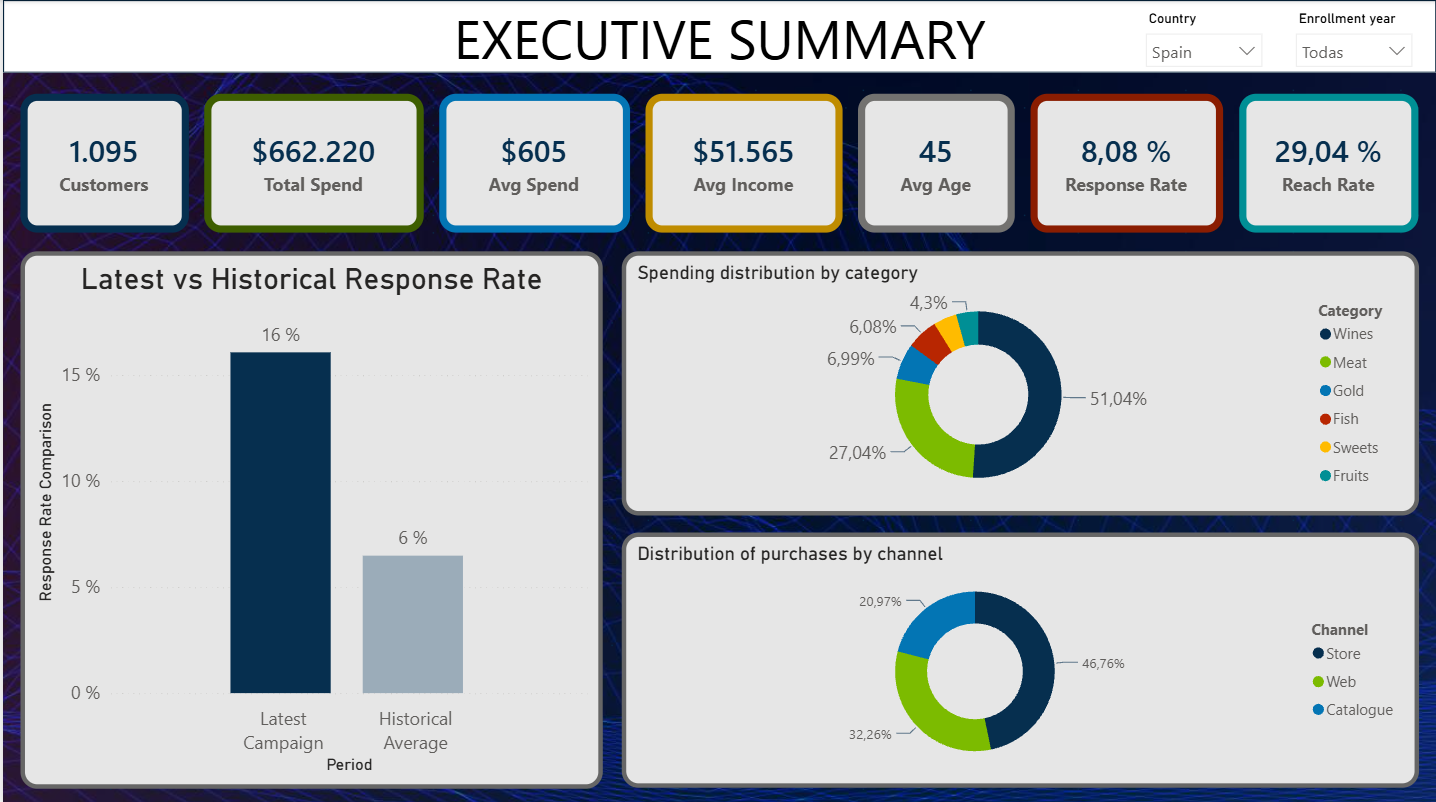 EXECUTIVE SUMMARY
Country
Spain
Enrollment year
Todas
1.095
Customers
$662.220
Total Spend
$605
Avg Spend
$51.565
Avg Income
45
Avg Age
8,08 %
Response Rate
29,04 %
Reach Rate
Latest vs Historical Response Rate
Response Rate Comparison
15 %
10 %
5 %
0 %
16 %
6 %
Latest
Campaign
Historical
Average
Period
Spending distribution by category
4,3%
6,08%
6,99%
27,04%
51,04%
Category
Wines
Meat
Gold
Fish
Sweets
Fruits
Distribution of purchases by channel
20,97%
32,26%
46,76%
Channel
Store
Web
Catalogue